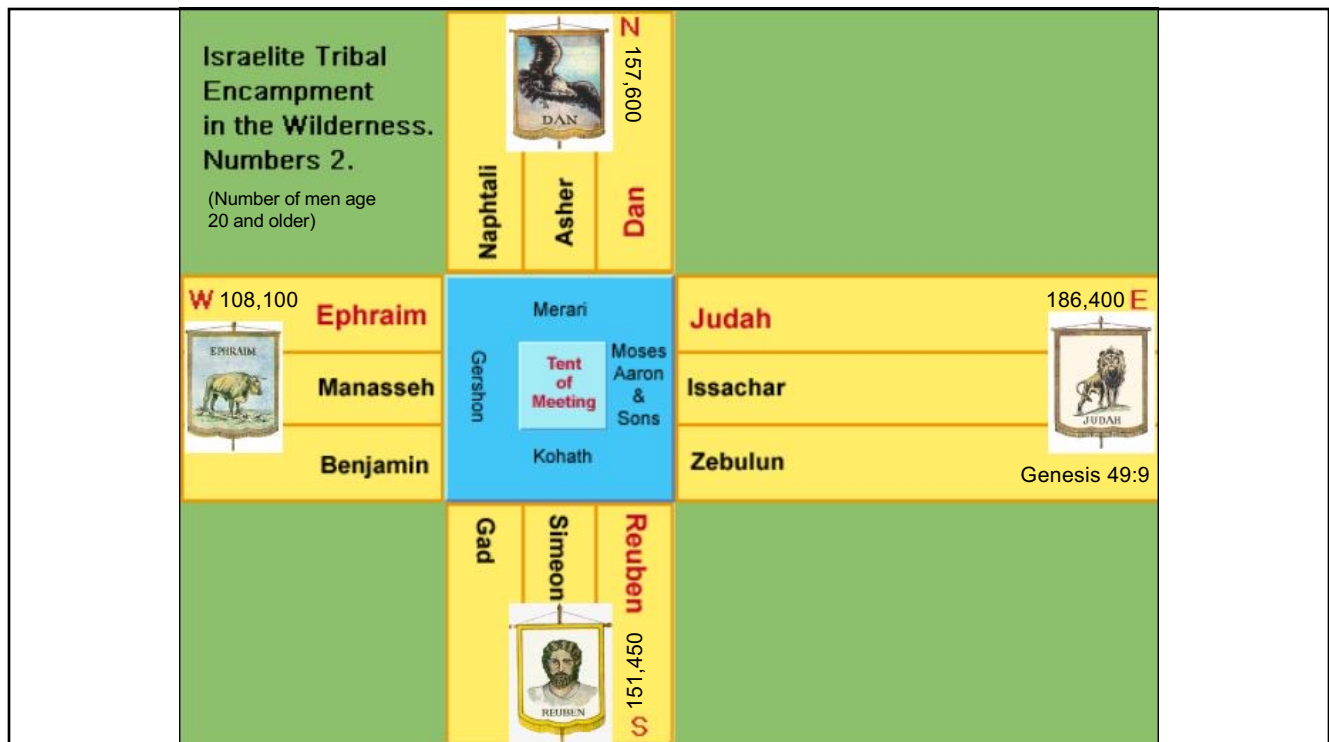 Israelite Tribal
Encampment
in the Wilderness.
Numbers 2.
(Number of men age
20 and older)
N
157,600
DAN
Naphtali
Asher
Dan
W 108,100
EPHRAIM
Ephraim
Manasseh
Benjamin
Merari
Gershon
Tent
of
Meeting
Moses
Aaron
&
Sons
Kohath
Judah
Issachar
Zebulun
186,400 E
JUDAH
Genesis 49:9
Gad
Simeon
Reuben
REUBEN
151,450
S